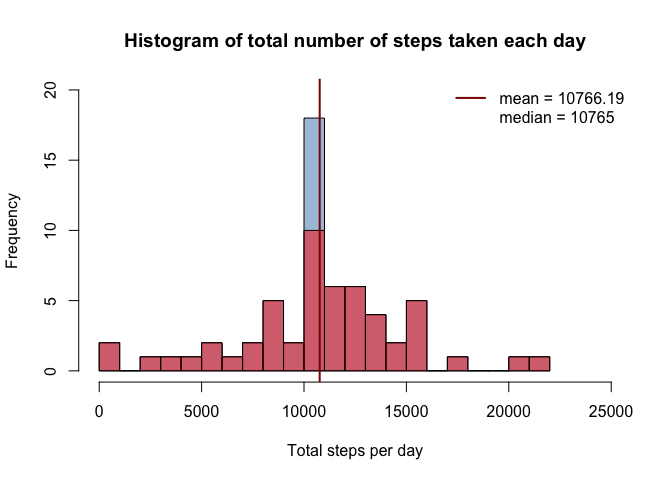 Histogram of total number of steps taken each day
mean = 10766.19
median = 10765
Frequency
20
15
10
5
0
0 5000 10000 15000 20000 25000
Total steps per day